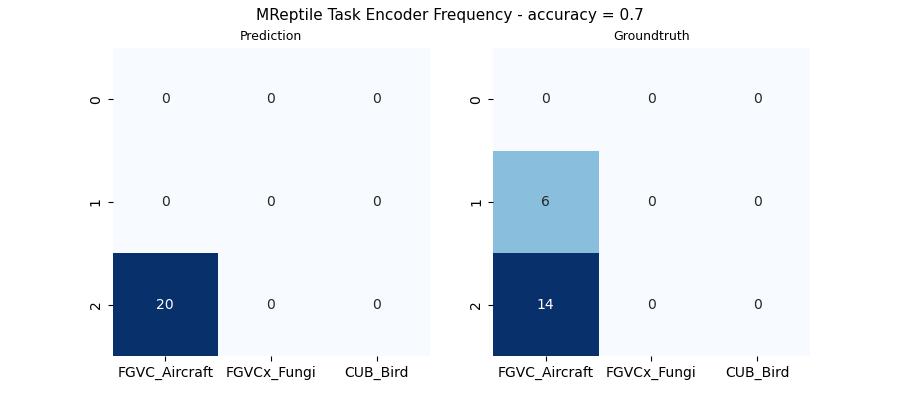 MReptile Task Encoder Frequency - accuracy = 0.7
Prediction
0 0 0 0
1 0 0 0
2 20 0 0
FGVC_Aircraft FGVCx_Fungi CUB_Bird
Groundtruth
0 0 0 0
1 6 0 0
2 14 0 0
FGVC_Aircraft FGVCx_Fungi CUB_Bird